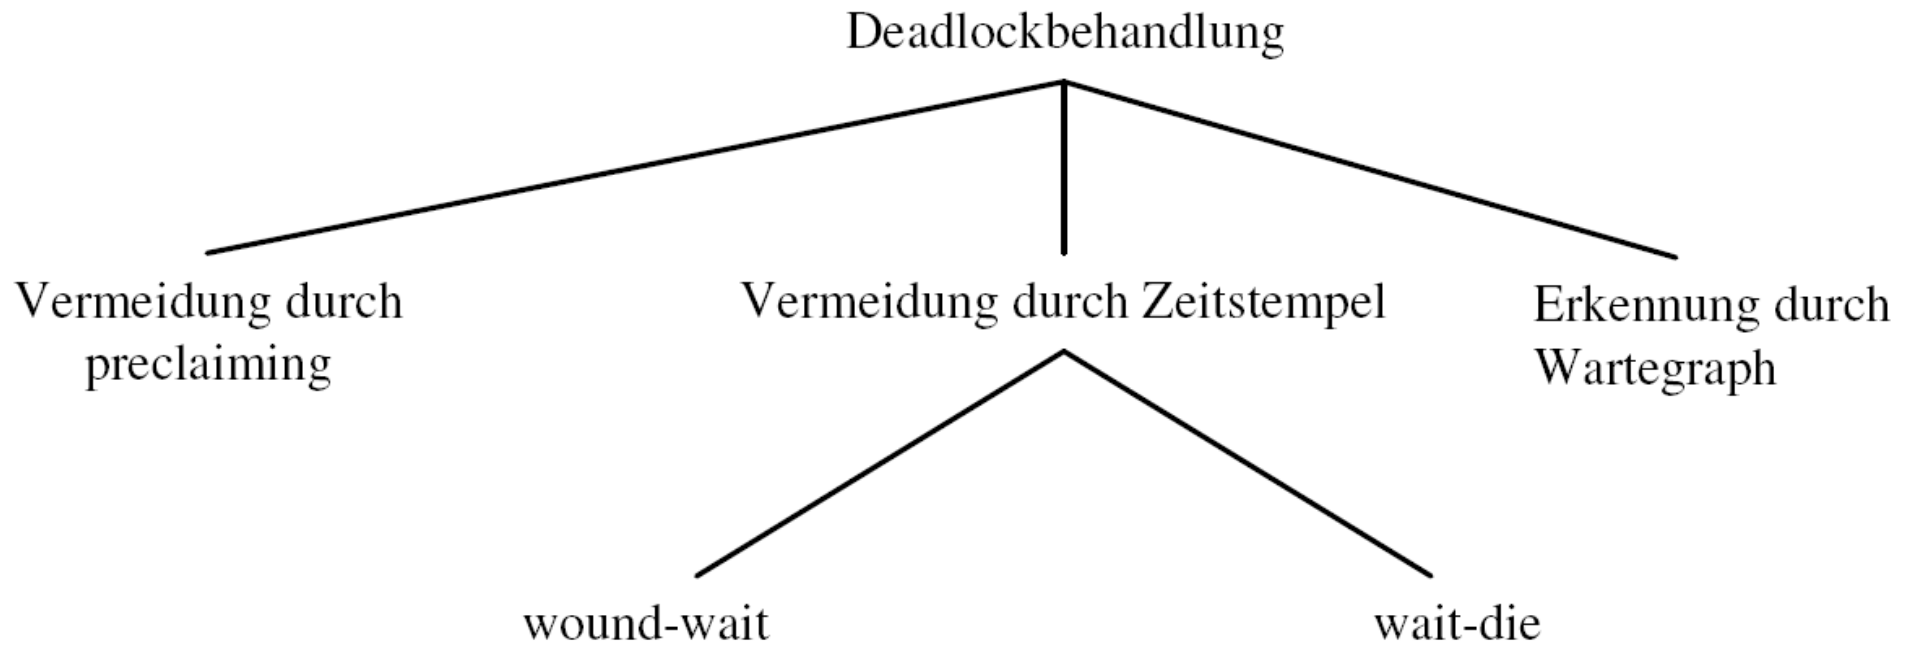 Deadlockbehandlung
Vermeidung durch
preclaiming
Vermeidung durch Zeitstempel
Erkennung durch
Wartegraph
wound-wait
wait-die